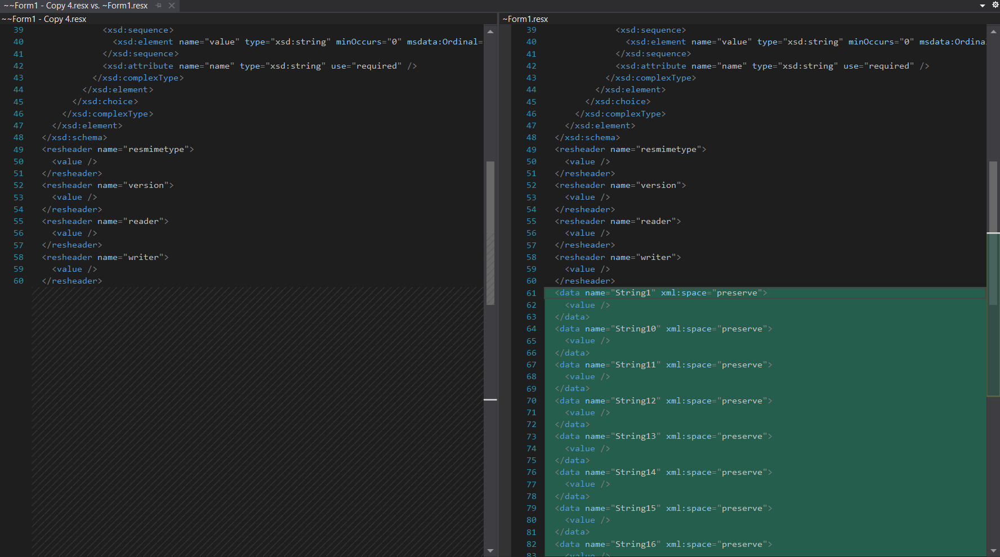 ~~Form1 - Copy 4.resx vs. ~Form1.resx
~~Form1 - Copy 4.resx
39 <xsd:sequence>
40 <xsd:element name="value" type="xsd:string" minOccurs="0" msdata:Ordinal=
41 </xsd:sequence>
42 <xsd:attribute name="name" type="xsd:string" use="required" />
43 </xsd:complexType>
44 </xsd:element>
45 </xsd:choice>
46 </xsd:complexType>
47 </xsd:element>
48 </xsd:schema>
49 <resheader name="resmimetype">
50 <value />
51 </resheader>
52 <resheader name="version">
53 <value />
54 </resheader>
55 <resheader name="reader">
56 <value />
57 </resheader>
58 <resheader name="writer">
59 <value />
60 </resheader>
~Form1.resx
39 <xsd:sequence>
40 <xsd:element name="value" type="xsd:string" minOccurs="0" msdata:Ordina
41 </xsd:sequence>
42 <xsd:attribute name="name" type="xsd:string" use="required" />
43 </xsd:complexType>
44 </xsd:element>
45 </xsd:choice>
46 </xsd:complexType>
47 </xsd:element>
48 </xsd:schema>
49 <resheader name="resmimetype">
50 <value />
51 </resheader>
52 <resheader name="version">
53 <value />
54 </resheader>
55 <resheader name="reader">
56 <value />
57 </resheader>
58 <resheader name="writer">
59 <value />
60 </resheader>
61 <data name="String1" xml:space="preserve">
62 <value />
63 </data>
64 <data name="String10" xml:space="preserve">
65 <value />
66 </data>
67 <data name="String11" xml:space="preserve">
68 <value />
69 </data>
70 <data name="String12" xml:space="preserve">
71 <value />
72 </data>
73 <data name="String13" xml:space="preserve">
74 <value />
75 </data>
76 <data name="String14" xml:space="preserve">
77 <value />
78 </data>
79 <data name="String15" xml:space="preserve">
80 <value />
81 </data>
82 <data name="String16" xml:space="preserve">
83 <value />